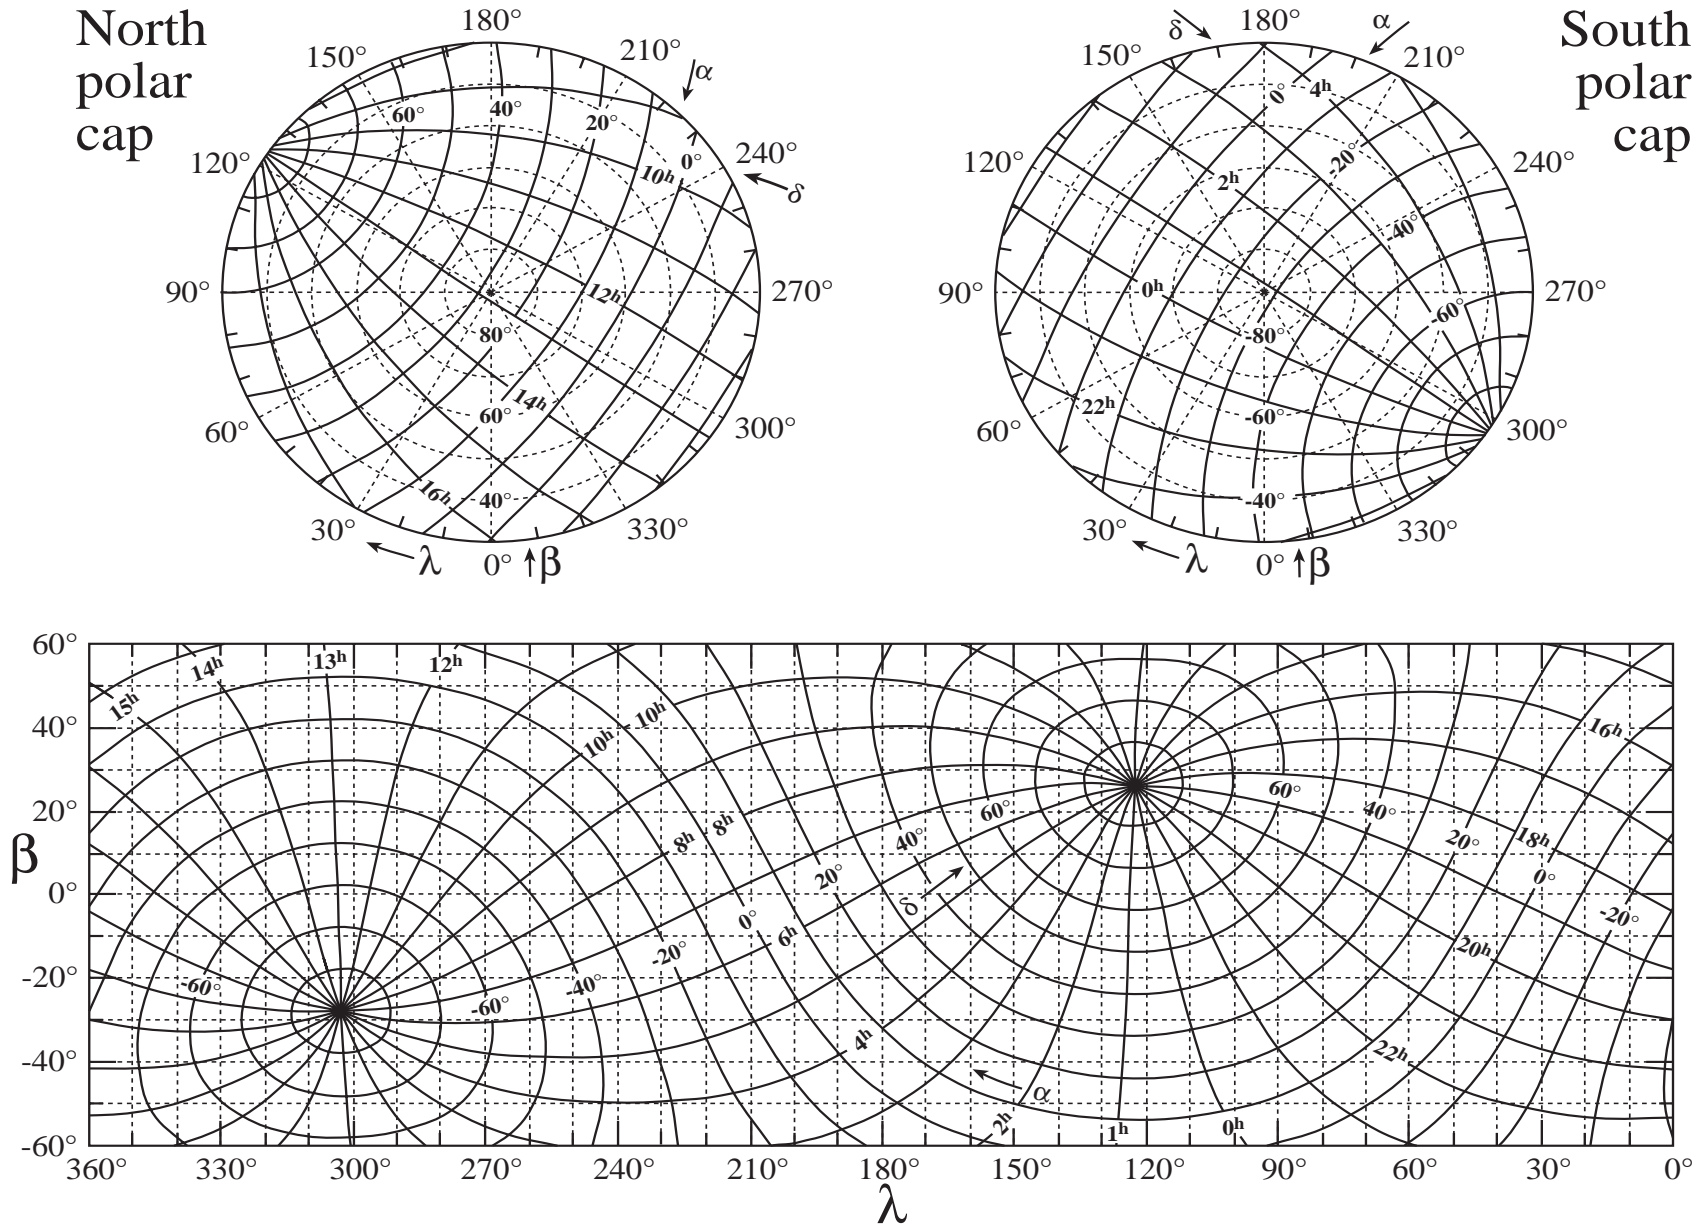 North
polar
cap
180°
150°
210°
α
120°
60°
40°
20°
0°
240°
10h
δ
90°
12h
270°
80°
60°
14h
60°
300°
16h
40°
30°
330°
λ
0°
β
South
polar
cap
δ
180°
α
150°
210°
4h
0°
120°
-20°
240°
2h
-40°
90°
0h
270°
-60°
-80°
60°
22h
-60°
300°
-40°
30°
330°
λ
0°
β
60°
14h
13h
12h
15h
10h
10h
40°
16h
20°
8h
8h
60°
60°
40°
40°
20°
18h
β
20°
0°
0°
δ
0°
6h
-20°
-20°
20h
-20°
-60°
-60°
-40°
4h
22h
-40°
α
2h
1h
0h
-60°
360°
330°
300°
270°
240°
210°
180°
150°
120°
90°
60°
30°
0°
λ